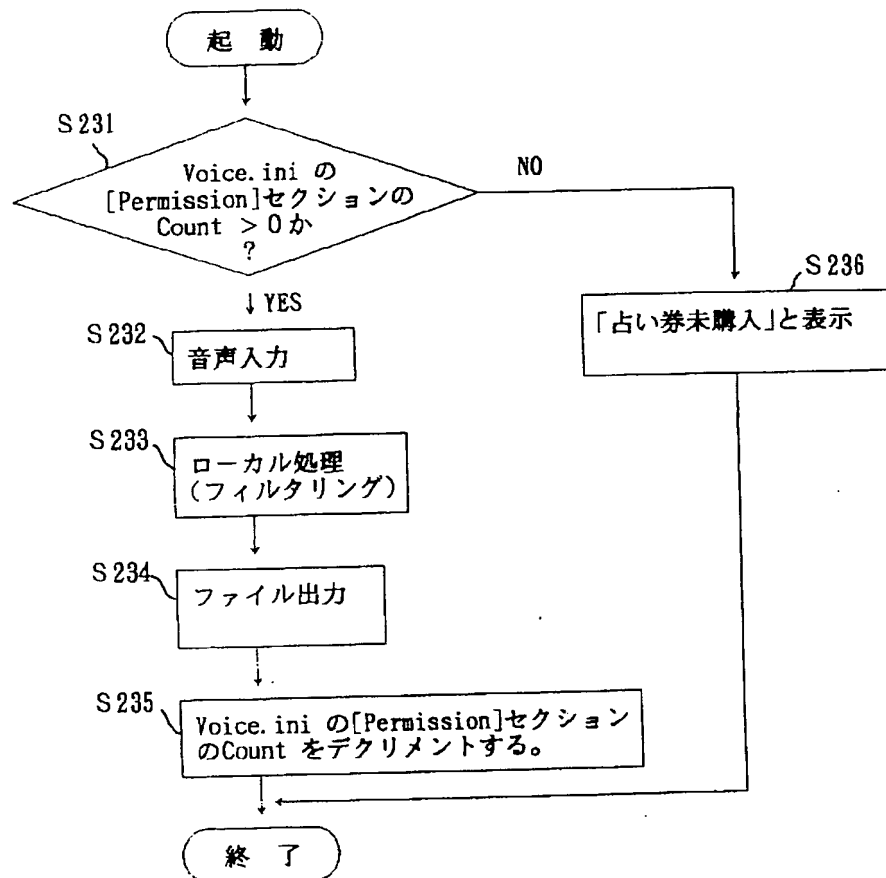 起 動
S231
Voice.ini の
[Permission]セクションの
Count > 0か
?
NO
YES
S236
「占い券未購入」と表示
S232
音声入力
S233
ローカル処理
(フィルタリング)
S234
ファイル出力
S235
Voice.ini の[Permission]セクション
のCount をデクリメントする。
終 了